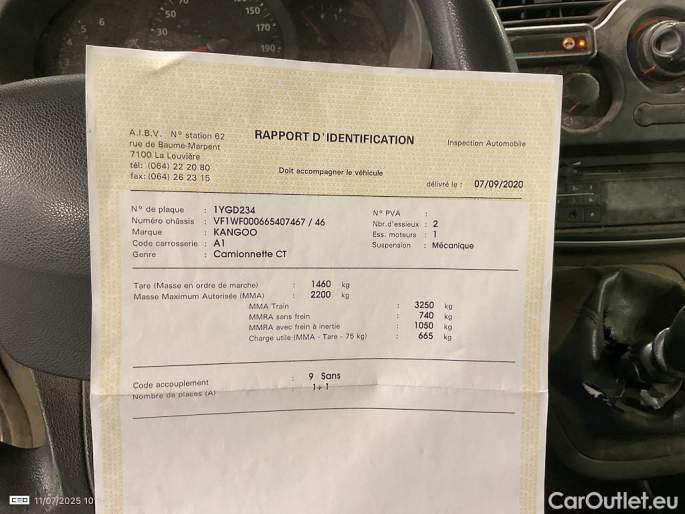 4
6
70
50
30
150
170
190
A.I.B.V. N° station 62
rue de Baume-Marpent
7100 La Louvière
tél: (064) 22 20 80
fax: (064) 26 23 15
RAPPORT D'IDENTIFICATION
Inspection Automobile
Doit accompagner le véhicule
délivré le : 07/09/2020
N° de plaque : 1YGD234
N° PVA :
Numéro châssis : VF1WF000665407467 / 46
Nbr.d'essieux : 2
Marque : KANGOO
Ess. moteurs : 1
Code carrosserie : A1
Suspension : Mécanique
Genre : Camionnette CT
Tare (Masse en ordre de marche) : 1460 kg
Masse Maximum Autorisée (MMA) : 2200 kg
MMA Train : 3250 kg
MMRA sans frein : 740 kg
MMRA avec frein à inertie : 1050 kg
Charge utile (MMA - Tare - 75 kg) : 665 kg
Code accouplement : 9 Sans
Nombre de places (A) : 1+1
11/07/2025 10
CarOutlet.eu